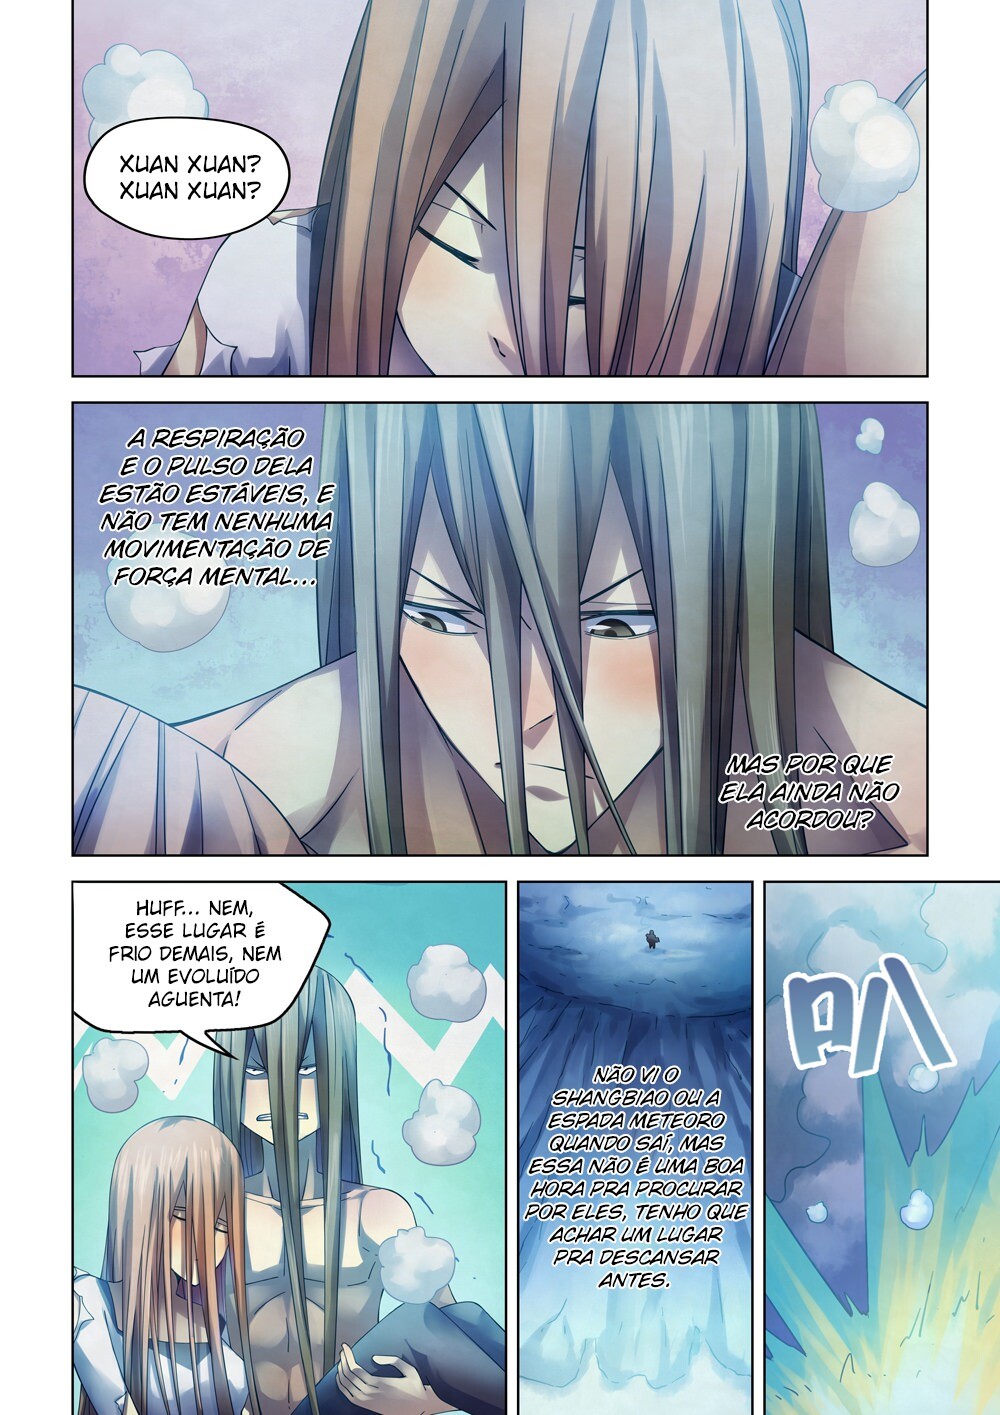 XUAN XUAN?
XUAN XUAN?
A RESPIRAÇÃO
E O PULSO DELA
ESTÃO ESTÁVEIS, E
NÃO TEM NENHUMA
MOVIMENTAÇÃO DE
FORÇA MENTAL...
MAS POR QUE
ELA AINDA NÃO
ACORDOU?
HUFF... NEM,
ESSE LUGAR É
FRIO DEMAIS, NEM
UM EVOLUÍDO
AGUENTA!
NÃO VI O
SHANGBIAO OU A
ESPADA METEORO
QUANDO SAÍ, MAS
ESSA NÃO É UMA BOA
HORA PRA PROCURAR
POR ELES, TENHO QUE
ACHAR UM LUGAR
PRA DESCANSAR
ANTES.
叭